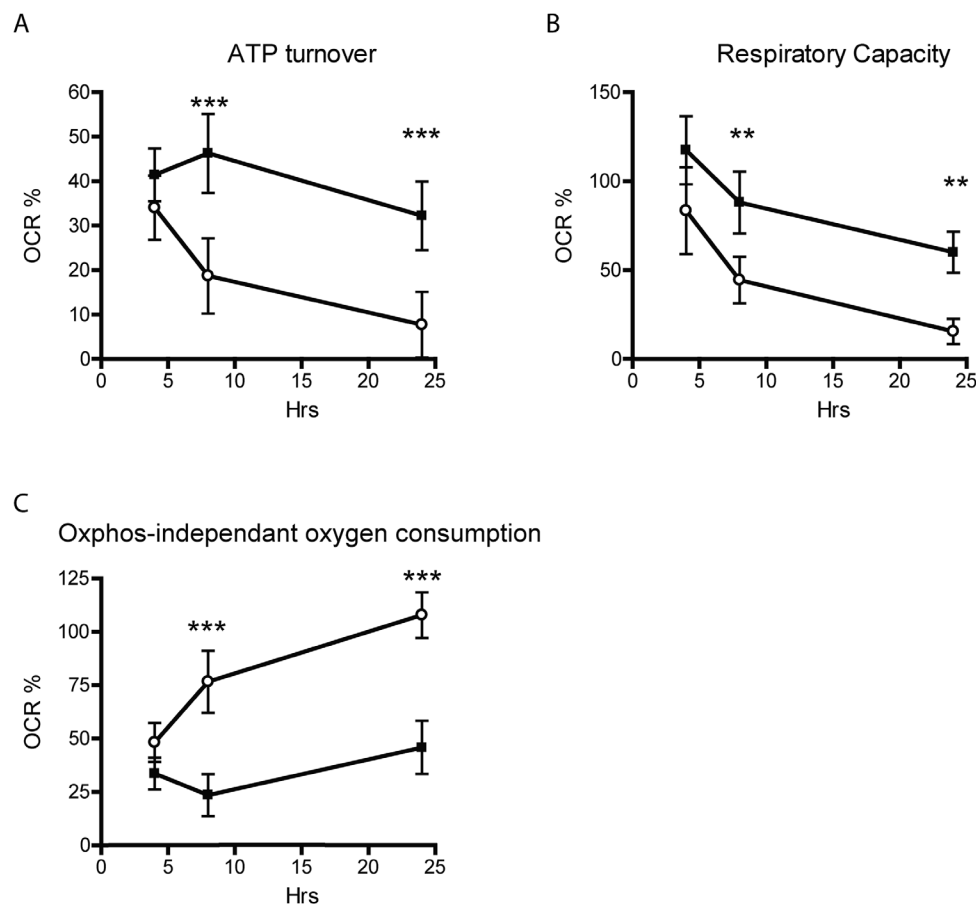 A
B
ATP turnover
Respiratory Capacity
60
50
40
30
20
10
0
OCR %
***
***
0 5 10 15 20 25
Hrs
150
100
50
0
OCR %
**
**
0 5 10 15 20 25
Hrs
C
Oxphos-independant oxygen consumption
125
100
75
50
25
0
OCR %
***
***
0 5 10 15 20 25
Hrs